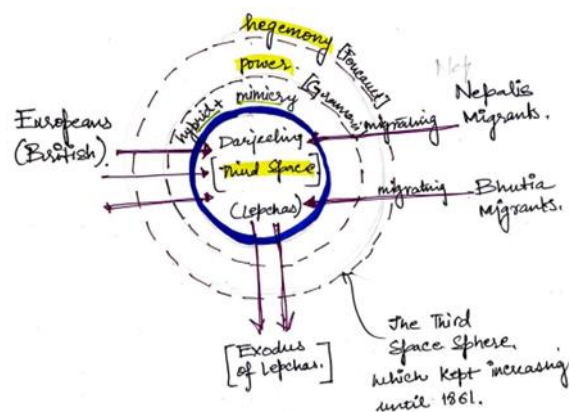 hegemony
[Foucault]
power.
[Gramsci]
hybrid +
mimicry
Darjeeling
[Third Space.]
(Lepchas)
Europeans
(British).
migrating
Nepalis
Migrants.
migrating
Bhutia
Migrants.
[Exodus
of Lepchas.]
The Third
Space Sphere,
which kept increasing
until 1861.